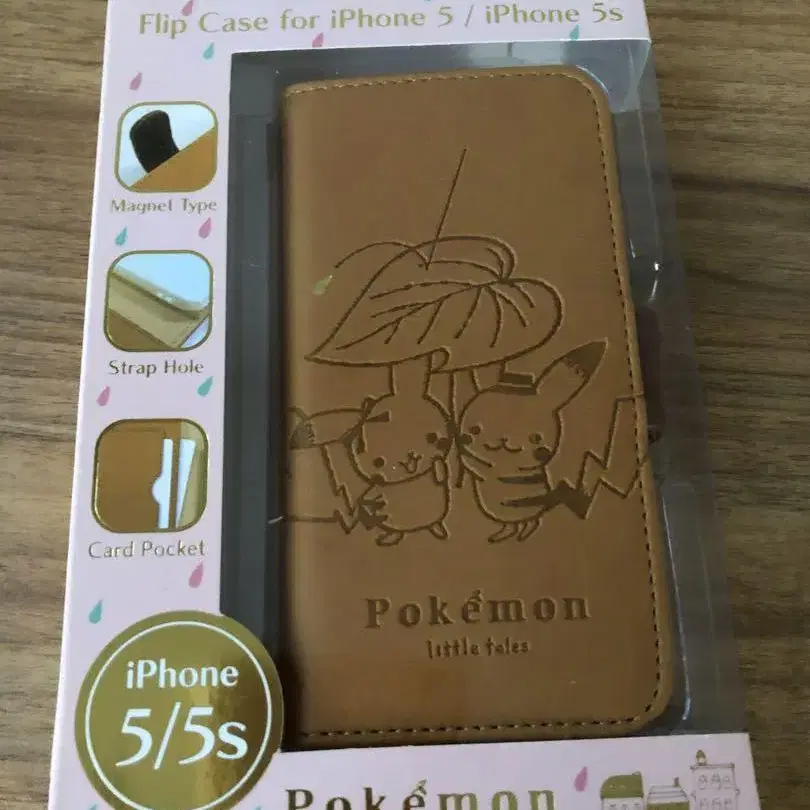 Flip Case for iPhone 5 / iPhone 5s
Magnet Type
Strap Hole
Card Pocket
Pokémon
little tales
iPhone
5/5s
Pokémon